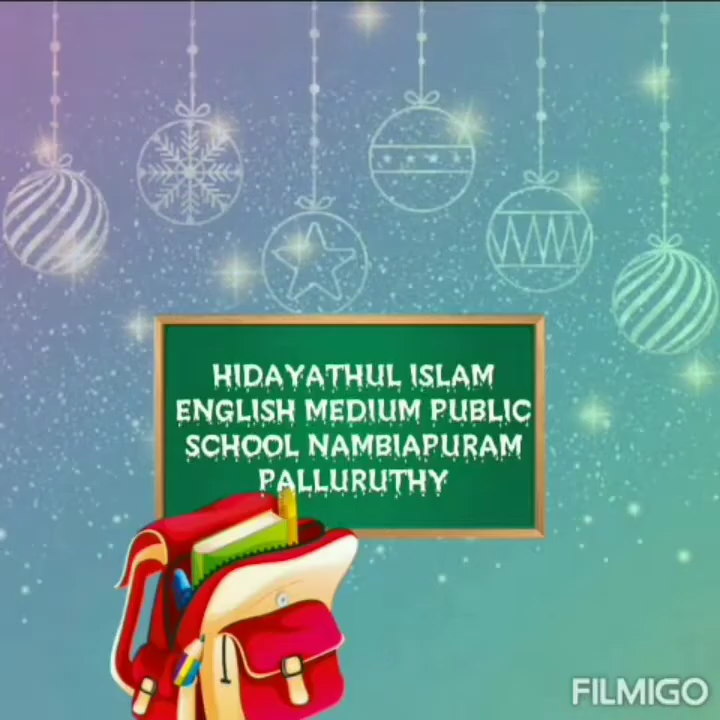 HIDAYATHUL ISLAM
ENGLISH MEDIUM PUBLIC
SCHOOL NAMBIAPURAM
PALLURUTHY
FILMIGO